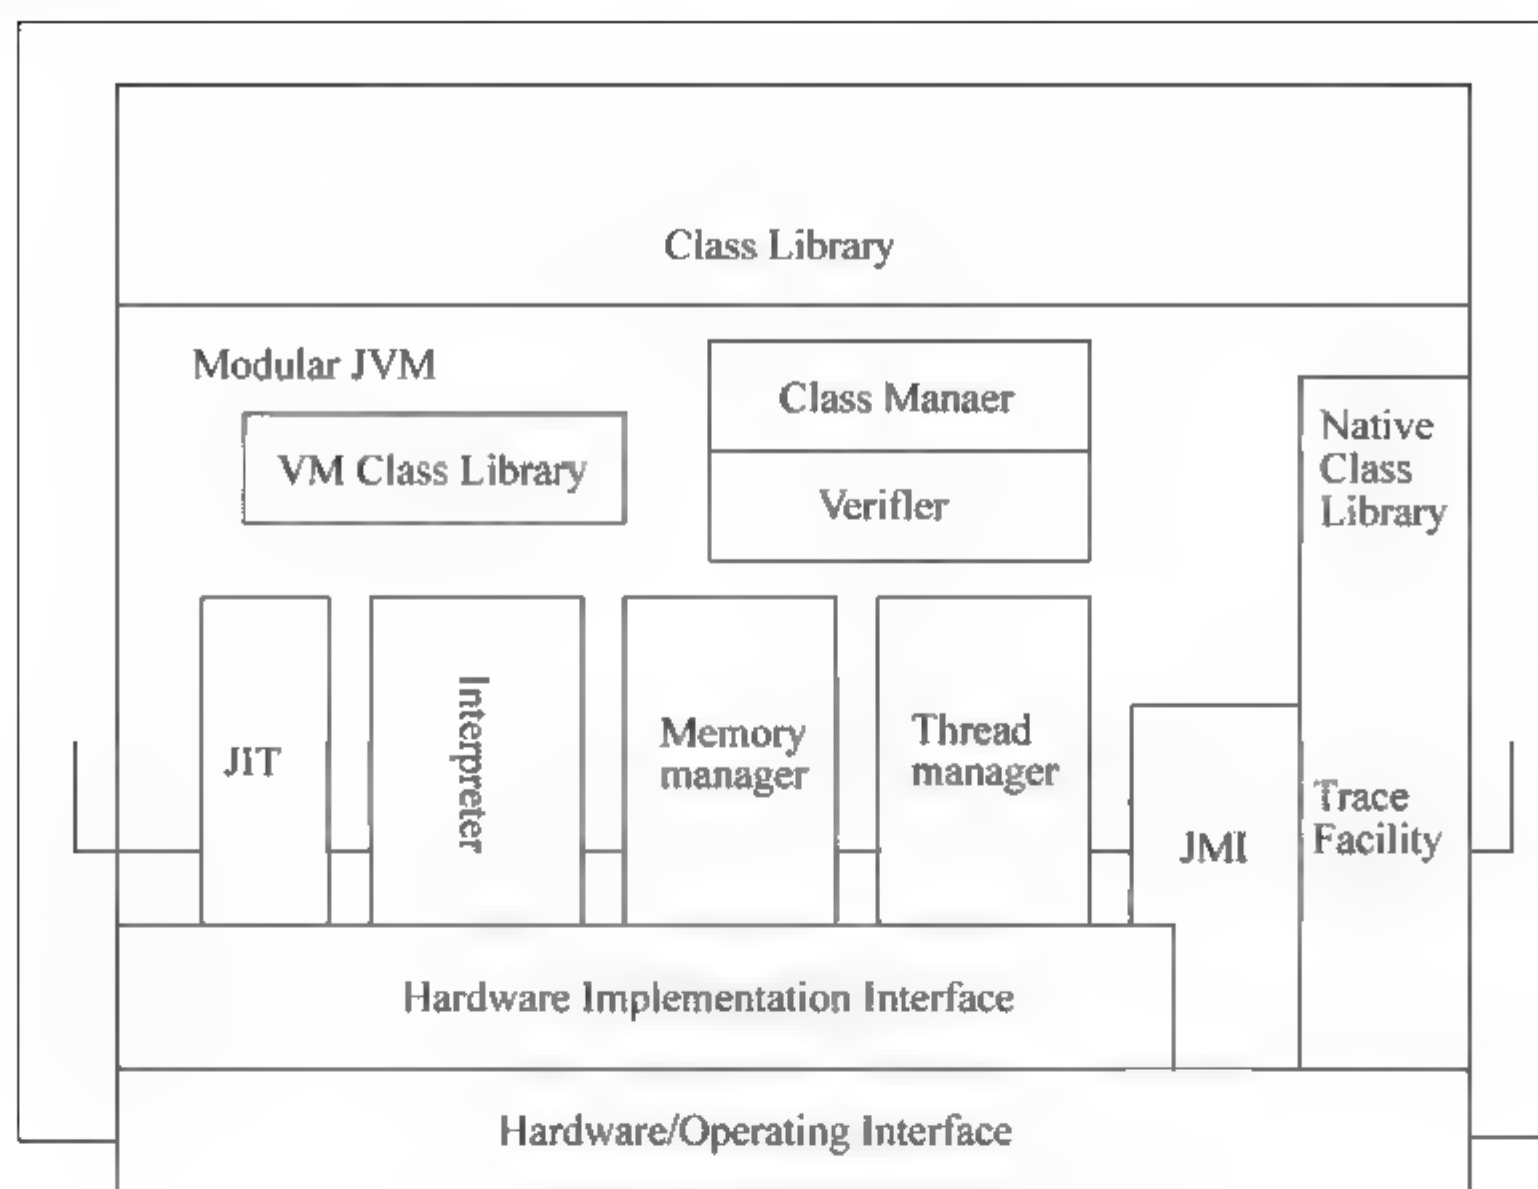 Class Library
Modular JVM
VM Class Library
Class Manaer
Verifler
Native
Class
Library
JIT
Interpreter
Memory
manager
Thread
manager
JMI
Trace
Facility
Hardware Implementation Interface
Hardware/Operating Interface